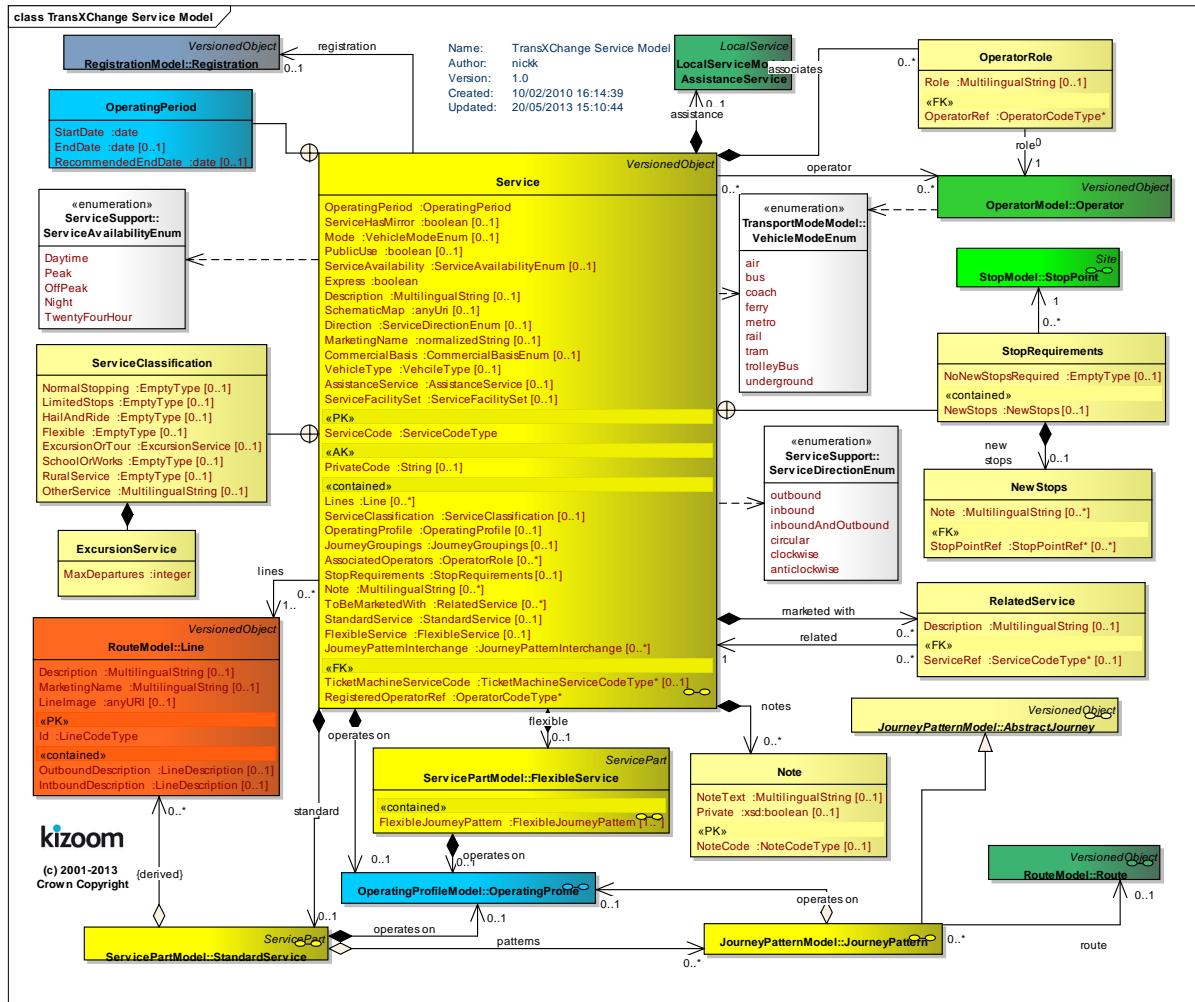 class TransXChange Service Model
VersionedObject
RegistrationModel::Registration
registration
0..1
Name: TransXChange Service Model
Author: nickk
Version: 1.0
Created: 10/02/2010 16:14:39
Updated: 20/05/2013 15:10:44
LocalService
AssistanceService
associates
0..1
assistance
0..*
OperatorRole
Role :MultilingualString [0..1]
«FK»
OperatorRef :OperatorCodeType*
role
1
OperatingPeriod
StartDate :date
EndDate :date [0..1]
RecommendedEndDate :date [0..1]
operator
0..*
0..*
VersionedObject
OperatorModel::Operator
«enumeration»
ServiceSupport::
ServiceAvailabilityEnum
Daytime
Peak
OffPeak
Night
TwentyFourHour
VersionedObject
Service
OperatingPeriod :OperatingPeriod
ServiceHasMirror :boolean [0..1]
Mode :VehicleModeEnum [0..1]
PublicUse :boolean [0..1]
ServiceAvailability :ServiceAvailabilityEnum [0..1]
Express :boolean
Description :MultilingualString [0..1]
SchematicMap :anyUri [0..1]
Direction :ServiceDirectionEnum [0..1]
MarketingName :normalizedString [0..1]
CommercialBasis :CommercialBasisEnum [0..1]
VehicleType :VehcileType [0..1]
AssistanceService :AssistanceService [0..1]
ServiceFacilitySet :ServiceFacilitySet [0..1]
«PK»
ServiceCode :ServiceCodeType
«AK»
PrivateCode :String [0..1]
«contained»
Lines :Line [0..*]
ServiceClassification :ServiceClassification [0..1]
OperatingProfile :OperatingProfile [0..1]
JourneyGroupings :JourneyGroupings [0..1]
AssociatedOperators :OperatorRole [0..*]
StopRequirements :StopRequirements [0..1]
Note :MultilingualString [0..*]
ToBeMarketedWith :RelatedService [0..*]
StandardService :StandardService [0..1]
FlexibleService :FlexibleService [0..1]
JourneyPatternInterchange :JourneyPatternInterchange [0..*]
«FK»
TicketMachineServiceCode :TicketMachineServiceCodeType* [0..1]
RegisteredOperatorRef :OperatorCodeType*
«enumeration»
TransportModeModel::
VehicleModeEnum
air
bus
coach
ferry
metro
rail
tram
trolleyBus
underground
Site
StopModel::StopPoint
1
0..*
StopRequirements
NoNewStopsRequired :EmptyType [0..1]
«contained»
NewStops :NewStops [0..1]
new
stops
0..1
NewStops
Note :MultilingualString [0..*]
«FK»
StopPointRef :StopPointRef* [0..*]
ServiceClassification
NormalStopping :EmptyType [0..1]
LimitedStops :EmptyType [0..1]
HailAndRide :EmptyType [0..1]
Flexible :EmptyType [0..1]
ExcursionOrTour :ExcursionService [0..1]
SchoolOrWorks :EmptyType [0..1]
RuralService :EmptyType [0..1]
OtherService :MultilingualString [0..1]
ExcursionService
MaxDepartures :integer
«enumeration»
ServiceSupport::
ServiceDirectionEnum
outbound
inbound
inboundAndOutbound
circular
clockwise
anticlockwise
lines
0..*
1..
VersionedObject
RouteModel::Line
Description :MultilingualString [0..1]
MarketingName :MultilingualString [0..1]
LineImage :anyURI [0..1]
«PK»
Id :LineCodeType
«contained»
OutboundDescription :LineDescription [0..1]
IntboundDescription :LineDescription [0..1]
0..*
marketed with
0..*
related
1
0..*
RelatedService
Description :MultilingualString [0..1]
«FK»
ServiceRef :ServiceCodeType* [0..1]
notes
0..*
Note
NoteText :MultilingualString [0..1]
Private :xsd:boolean [0..1]
«PK»
NoteCode :NoteCodeType [0..1]
VersionedObject
JourneyPatternModel::AbstractJourney
operates on
flexible
0..1
ServicePart
ServicePartModel::FlexibleService
«contained»
FlexibleJourneyPattern :FlexibleJourneyPattern [1..*]
standard
kizoom
(c) 2001-2013
Crown Copyright
{derived}
0..1
operates on
0..1
OperatingProfileModel::OperatingProfile
0..1
0..1
operates on
VersionedObject
RouteModel::Route
0..1
0..1
ServicePart
ServicePartModel::StandardService
operates on
patterns
0..*
JourneyPatternModel::JourneyPattern
0..*
route